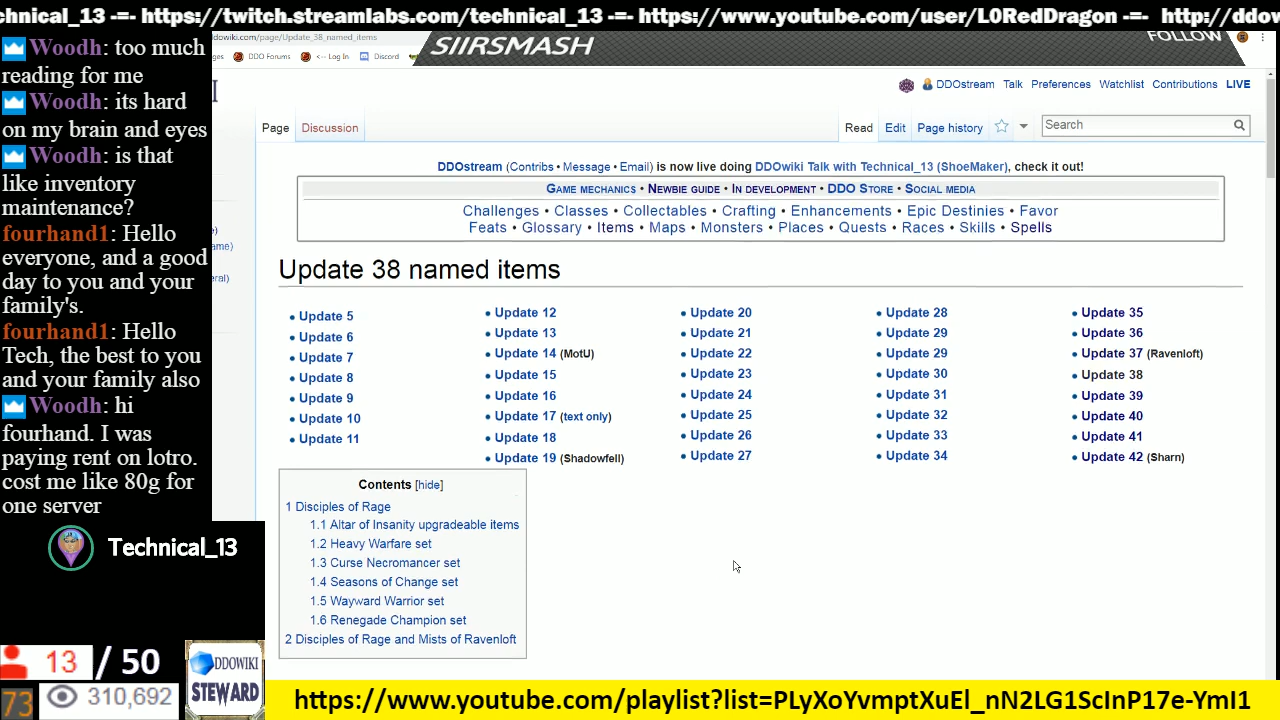 chnical_13 -=- https://twitch.streamlabs.com/technical_13 -=- https://www.youtube.com/user/L0RedDragon -=- http://ddow
Woodh: too much
reading for me
Woodh: its hard
on my brain and eyes
Woodh: is that
like inventory
maintenance?
fourhand1: Hello
everyone, and a good
day to you and your
family's.
fourhand1: Hello
Tech, the best to you
and your family also
Woodh: hi
fourhand. I was
paying rent on lotro.
cost me like 80g for
one server
Technical_13
13 / 50
73 310,692
DDOWIKI
STEWARD
ddowiki.com/page/Update_38_named_items
SIIRSMASH
FOLLOW
ges DDO Forums <-- Log In Discord
DDOstream Talk Preferences Watchlist Contributions LIVE
Page Discussion Read Edit Page history Search
DDOstream (Contribs • Message • Email) is now live doing DDOwiki Talk with Technical_13 (ShoeMaker), check it out!
Game mechanics • Newbie guide • In development • DDO Store • Social media
Challenges • Classes • Collectables • Crafting • Enhancements • Epic Destinies • Favor
Feats • Glossary • Items • Maps • Monsters • Places • Quests • Races • Skills • Spells
ame)
eral)
Update 38 named items
• Update 5
• Update 6
• Update 7
• Update 8
• Update 9
• Update 10
• Update 11
• Update 12
• Update 13
• Update 14 (MotU)
• Update 15
• Update 16
• Update 17 (text only)
• Update 18
• Update 19 (Shadowfell)
• Update 20
• Update 21
• Update 22
• Update 23
• Update 24
• Update 25
• Update 26
• Update 27
• Update 28
• Update 29
• Update 29
• Update 30
• Update 31
• Update 32
• Update 33
• Update 34
• Update 35
• Update 36
• Update 37 (Ravenloft)
• Update 38
• Update 39
• Update 40
• Update 41
• Update 42 (Sharn)
Contents [hide]
1 Disciples of Rage
1.1 Altar of Insanity upgradeable items
1.2 Heavy Warfare set
1.3 Curse Necromancer set
1.4 Seasons of Change set
1.5 Wayward Warrior set
1.6 Renegade Champion set
2 Disciples of Rage and Mists of Ravenloft
https://www.youtube.com/playlist?list=PLyXoYvmptXuEl_nN2LG1ScInP17e-YmI1